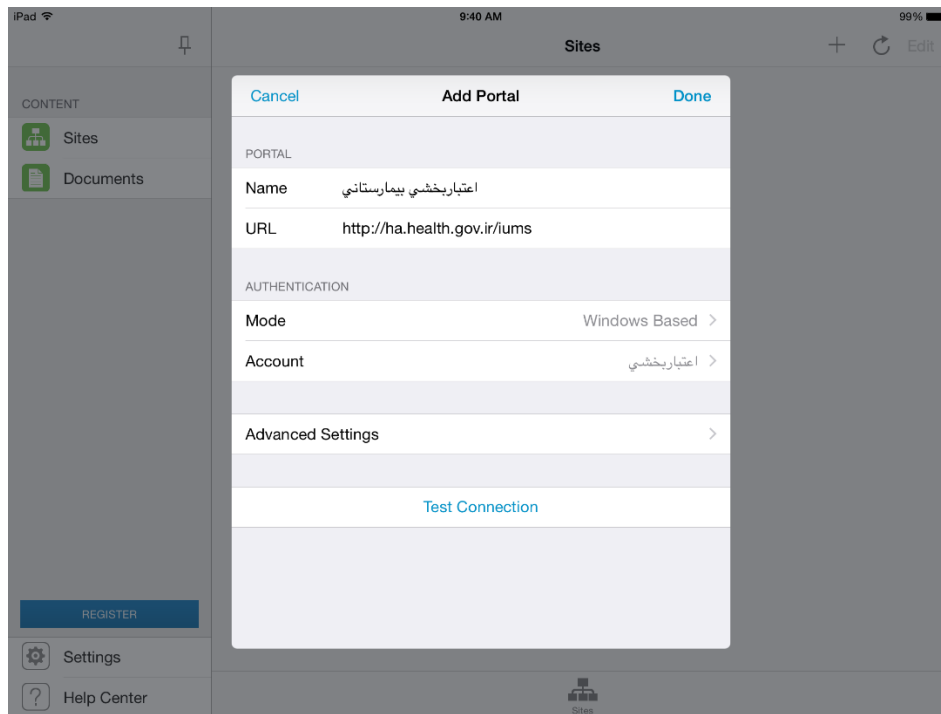 iPad 9:40 AM 99%
Sites Edit
Cancel Add Portal Done
CONTENT
Sites
Documents
PORTAL
Name اعتباربخشي بيمارستاني
URL http://ha.health.gov.ir/iums
AUTHENTICATION
Mode Windows Based
Account اعتباربخشي
Advanced Settings
Test Connection
REGISTER
Settings
Help Center
Sites